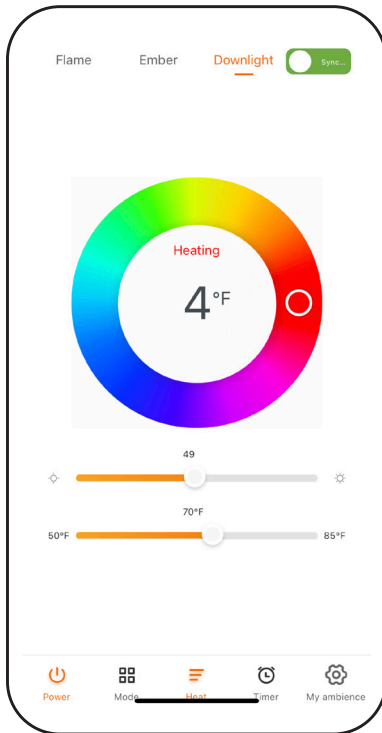 Flame Ember Downlight Sync...
Heating
4°F
49
70°F
50°F 85°F
Power Mode Heat Timer My ambience